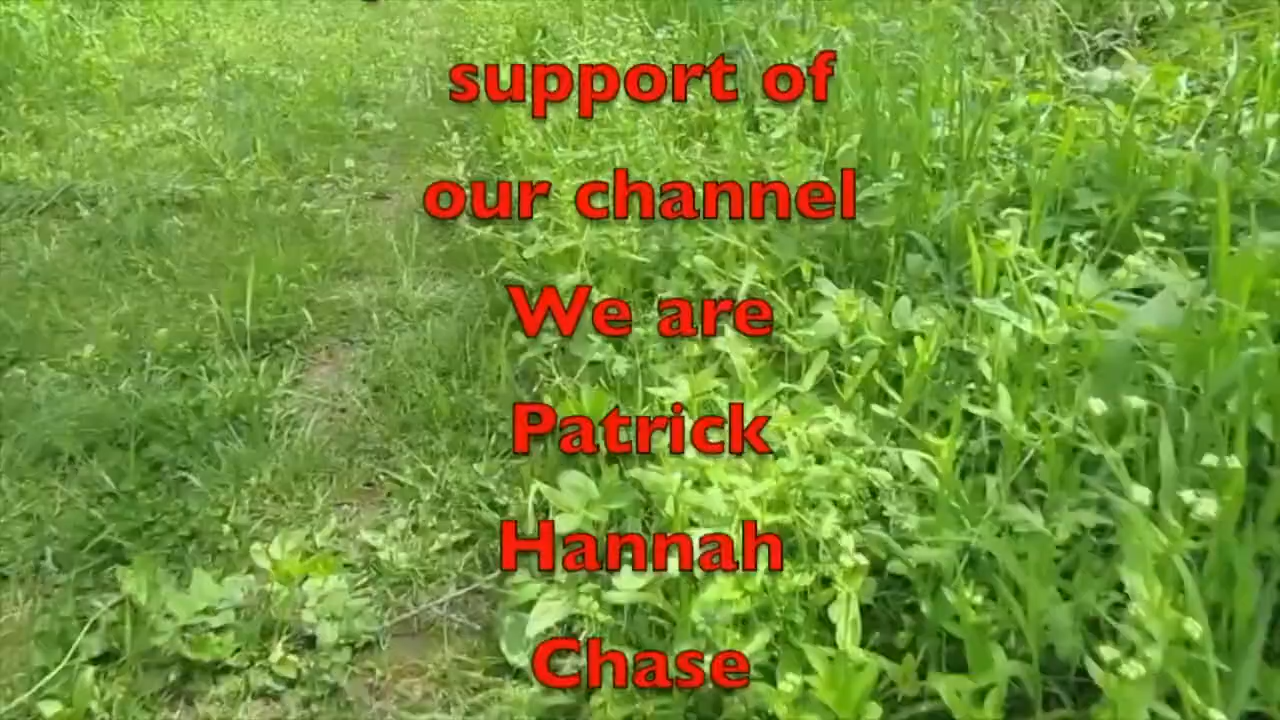 support of
our channel
We are
Patrick
Hannah
Chase